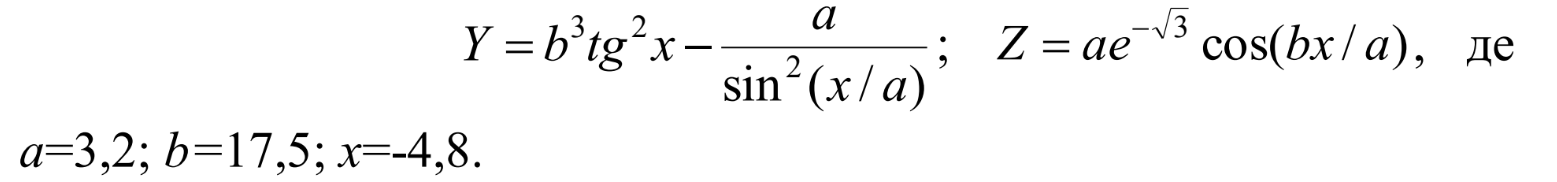 Y = b³tg²x − a / sin²(x / a) ; Z = ae^(−√3) cos(bx / a), де
a=3,2; b=17,5; x=-4,8.